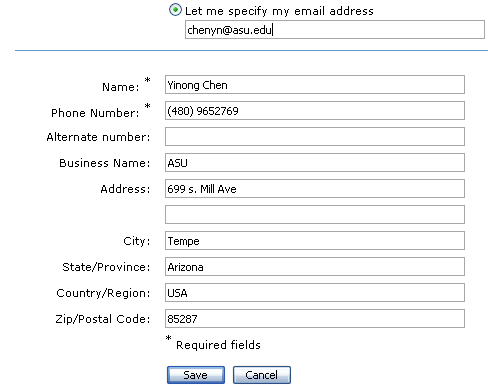 Let me specify my email address
chenyn@asu.edu
Name: * Yinong Chen
Phone Number: * (480) 9652769
Alternate number:
Business Name: ASU
Address: 699 s. Mill Ave
City: Tempe
State/Province: Arizona
Country/Region: USA
Zip/Postal Code: 85287
* Required fields
Save Cancel